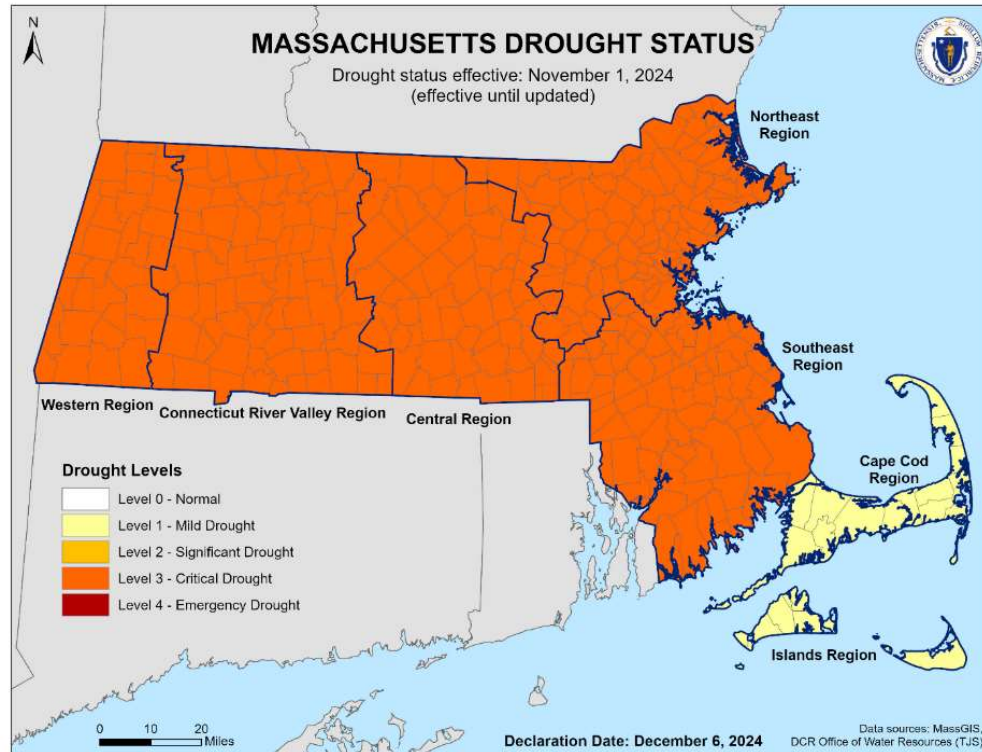 N
MASSACHUSETTS DROUGHT STATUS
Drought status effective: November 1, 2024
(effective until updated)
Northeast
Region
Southeast
Region
Western Region
Connecticut River Valley Region
Central Region
Cape Cod
Region
Drought Levels
Level 0 - Normal
Level 1 - Mild Drought
Level 2 - Significant Drought
Level 3 - Critical Drought
Level 4 - Emergency Drought
Islands Region
0 10 20
Miles
Declaration Date: December 6, 2024
Data sources: MassGIS,
DCR Office of Water Resources (TJS)